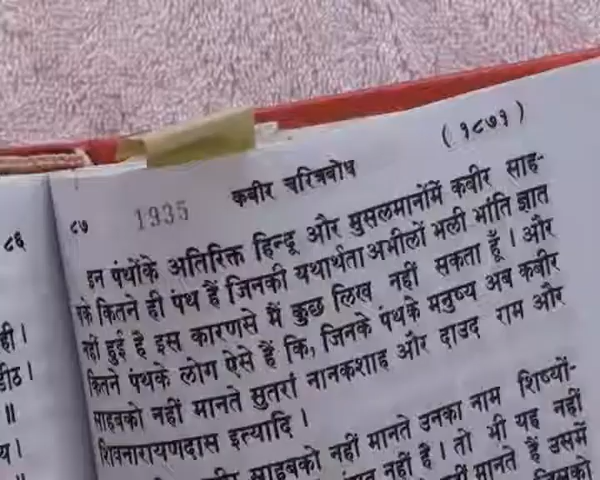 ( १८७१ )
८७ 1935 कबीर चरित्रबोध
इन पंथोंके अतिरिक्त हिन्दू और मुसलमानोंमें कबीर साह-
बके कितने ही पथ हैं जिनकी यथार्थता अभीलों भली भांति ज्ञात
नहीं हुई है इस कारणसे मैं कुछ लिख नहीं सकता हूँ । और
कितने पंथके लोग ऐसे हैं कि, जिनके पंथके मनुष्य अब कबीर
साहबको नहीं मानते सुतरां नानकशाह और दाउद राम और
शिवनारायणदास इत्यादि ।
साहबको नहीं मानते उनका नाम शिष्यों-
नहीं है । तो भी यह नहीं
मानते हैं उसमें
८६
ही ।
डीठ ।
॥
य ।
॥